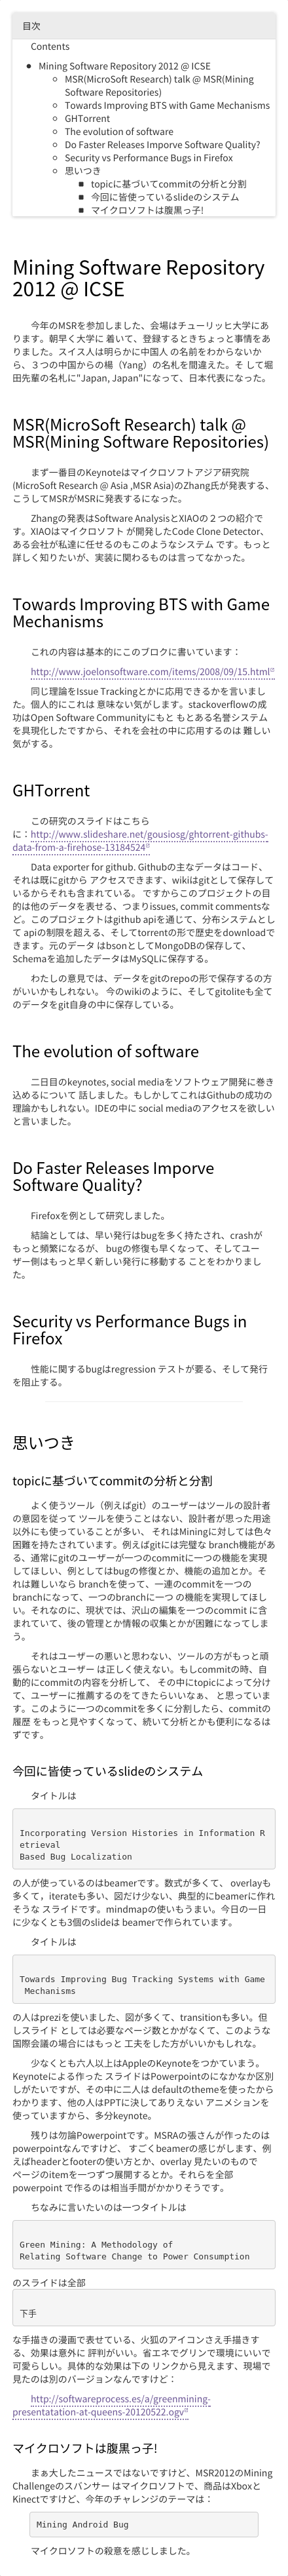 目次
Contents
Mining Software Repository 2012 @ ICSE
MSR(MicroSoft Research) talk @ MSR(Mining
Software Repositories)
Towards Improving BTS with Game Mechanisms
GHTorrent
The evolution of software
Do Faster Releases Imporve Software Quality?
Security vs Performance Bugs in Firefox
思いつき
topicに基づいてcommitの分析と分割
今回に皆使っているslideのシステム
マイクロソフトは腹黒っ子!
Mining Software Repository
2012 @ ICSE
今年のMSRを参加しました、会場はチューリッヒ大学にあ
ります。朝早く大学に 着いて、登録するときちょっと事情をあ
りました。スイス人は明らかに中国人 の名前をわからないか
ら、３つの中国からの楊（Yang）の名札を間違えた。そ して堀
田先輩の名札に"Japan, Japan"になって、日本代表になった。
MSR(MicroSoft Research) talk @
MSR(Mining Software Repositories)
まず一番目のKeynoteはマイクロソフトアジア研究院
(MicroSoft Research @ Asia ,MSR Asia)のZhang氏が発表する、
こうしてMSRがMSRに発表するになった。
Zhangの発表はSoftware AnalysisとXIAOの２つの紹介で
す。XIAOはマイクロソフト が開発したCode Clone Detector、
ある会社が私達に任せるのもこのようなシステム です。もっと
詳しく知りたいが、実装に関わるものは言ってなかった。
Towards Improving BTS with Game
Mechanisms
これの内容は基本的にこのブロクに書いています：
http://www.joelonsoftware.com/items/2008/09/15.html
同じ理論をIssue Trackingとかに応用できるかを言いまし
た。個人的にこれは 意味ない気がします。stackoverflowの成
功はOpen Software Communityにもと もとある名誉システム
を具現化したですから、それを会社の中に応用するのは 難しい
気がする。
GHTorrent
この研究のスライドはこちら
に：http://www.slideshare.net/gousiosg/ghtorrent-githubs-
data-from-a-firehose-13184524
Data exporter for github. Githubの主なデータはコード、
それは既にgitから アクセスできます、wikiはgitとして保存して
いるからそれも含まれている。 ですからこのプロジェクトの目
的は他のデータを表せる、つまりissues, commit commentsな
ど。このプロジェクトはgithub apiを通じて、分布システムとし
て apiの制限を超える、そしてtorrentの形で歴史をdownloadで
きます。元のデータ はbsonとしてMongoDBの保存して、
Schemaを追加したデータはMySQLに保存する。
わたしの意見では、データをgitのrepoの形で保存するの方
がいいかもしれない。 今のwikiのように、そしてgitoliteも全て
のデータをgit自身の中に保存している。
The evolution of software
二日目のkeynotes, social mediaをソフトウェア開発に巻き
込めるについて 話しました。もしかしてこれはGithubの成功の
理論かもしれない。IDEの中に social mediaのアクセスを欲しい
と言いました。
Do Faster Releases Imporve
Software Quality?
Firefoxを例として研究しました。
結論としては、早い発行はbugを多く持たされ、crashが
もっと頻繁になるが、 bugの修復も早くなって、そしてユー
ザー側はもっと早く新しい発行に移動する ことをわかりまし
た。
Security vs Performance Bugs in
Firefox
性能に関するbugはregression テストが要る、そして発行
を阻止する。
思いつき
topicに基づいてcommitの分析と分割
よく使うツール（例えばgit）のユーザーはツールの設計者
の意図を従って ツールを使うことはない、設計者が思った用途
以外にも使っていることが多い、 それはMiningに対しては色々
困難を持たされています。例えばgitには完璧な branch機能があ
る、通常にgitのユーザーが一つのcommitに一つの機能を実現
してほしい、例としてはbugの修復とか、機能の追加とか。そ
れは難しいなら branchを使って、一連のcommitを一つの
branchになって、一つのbranchに一つ の機能を実現してほし
い。それなのに、現状では、沢山の編集を一つのcommit に含
まれていて、後の管理とか情報の収集とかが困難になってしま
う。
それはユーザーの悪いと思わない、ツールの方がもっと頑
張らないとユーザー は正しく使えない。もしcommitの時、自
動的にcommitの内容を分析して、 その中にtopicによって分け
て、ユーザーに推薦するのをてきたらいいなぁ、 と思っていま
す。このように一つのcommitを多くに分割したら、commitの
履歴 をもっと見やすくなって、続いて分析とかも便利になるは
ずです。
今回に皆使っているslideのシステム
タイトルは
Incorporating Version Histories in Information R
etrieval
Based Bug Localization
の人が使っているのはbeamerです。数式が多くて、 overlayも
多くて，iterateも多い、図だけ少ない、典型的にbeamerに作れ
そうな スライドです。mindmapの使いもうまい。今日の一日
に少なくとも3個のslideは beamerで作られています。
タイトルは
Towards Improving Bug Tracking Systems with Game
Mechanisms
の人はpreziを使いました、図が多くて、transitionも多い。但
しスライド としては必要なページ数とかがなくて、このような
国際会議の場合にはもっと 工夫をした方がいいかもしれな。
少なくとも六人以上はAppleのKeynoteをつかていまう。
Keynoteによる作った スライドはPowerpointのになかなか区別
しがたいですが、その中に二人は defaultのthemeを使ったから
わかります、他の人はPPTに決してありえない アニメションを
使っていますから、多分keynote。
残りは勿論Powerpointです。MSRAの張さんが作ったのは
powerpointなんですけど、 すごくbeamerの感じがします、例
えばheaderとfooterの使い方とか、overlay 見たいのもので
ページのitemを一つずつ展開するとか。それらを全部
powerpoint で作るのは相当手間がかかりそうです。
ちなみに言いたいのは一つタイトルは
Green Mining: A Methodology of
Relating Software Change to Power Consumption
のスライドは全部
下手
な手描きの漫画で表せている、火狐のアイコンさえ手描きす
る、効果は意外に 評判がいい。省エネでグリンで環境にいいで
可愛らしい。具体的な効果は下の リンクから見えます、現場で
見たのは別のバージョンなんですけど：
http://softwareprocess.es/a/greenmining-
presentatation-at-queens-20120522.ogv
マイクロソフトは腹黒っ子!
まぁ大したニュースではないですけど、MSR2012のMining
Challengeのスバンサー はマイクロソフトで、商品はXboxと
Kinectですけど、今年のチャレンジのテーマは：
Mining Android Bug
マイクロソフトの殺意を感じしました。